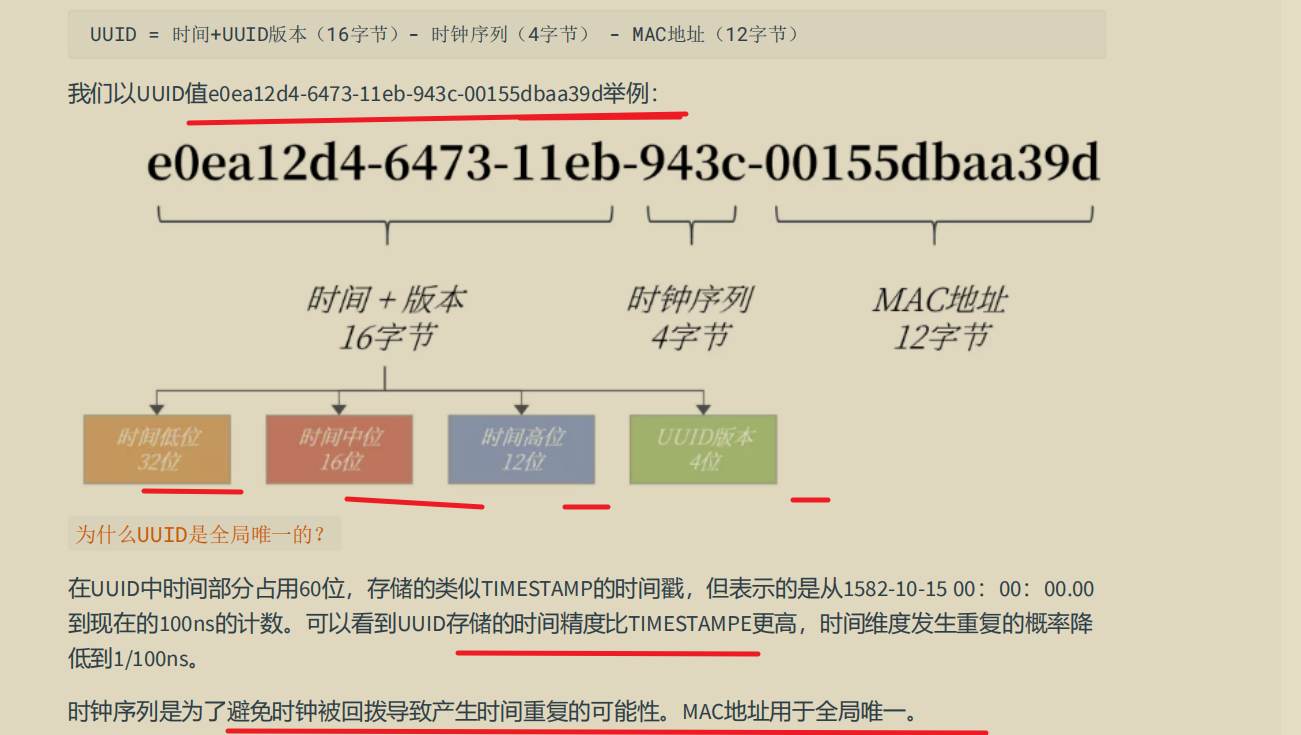 UUID = 时间+UUID版本（16字节）- 时钟序列（4字节） - MAC地址（12字节）
我们以UUID值e0ea12d4-6473-11eb-943c-00155dbaa39d举例：
e0ea12d4-6473-11eb-943c-00155dbaa39d
时间 + 版本
16字节
时钟序列
4字节
MAC地址
12字节
时间低位
32位
时间中位
16位
时间高位
12位
UUID版本
4位
为什么UUID是全局唯一的？
在UUID中时间部分占用60位，存储的类似TIMESTAMP的时间戳，但表示的是从1582-10-15 00：00：00.00
到现在的100ns的计数。可以看到UUID存储的时间精度比TIMESTAMPE更高，时间维度发生重复的概率降
低到1/100ns。
时钟序列是为了避免时钟被回拨导致产生时间重复的可能性。MAC地址用于全局唯一。